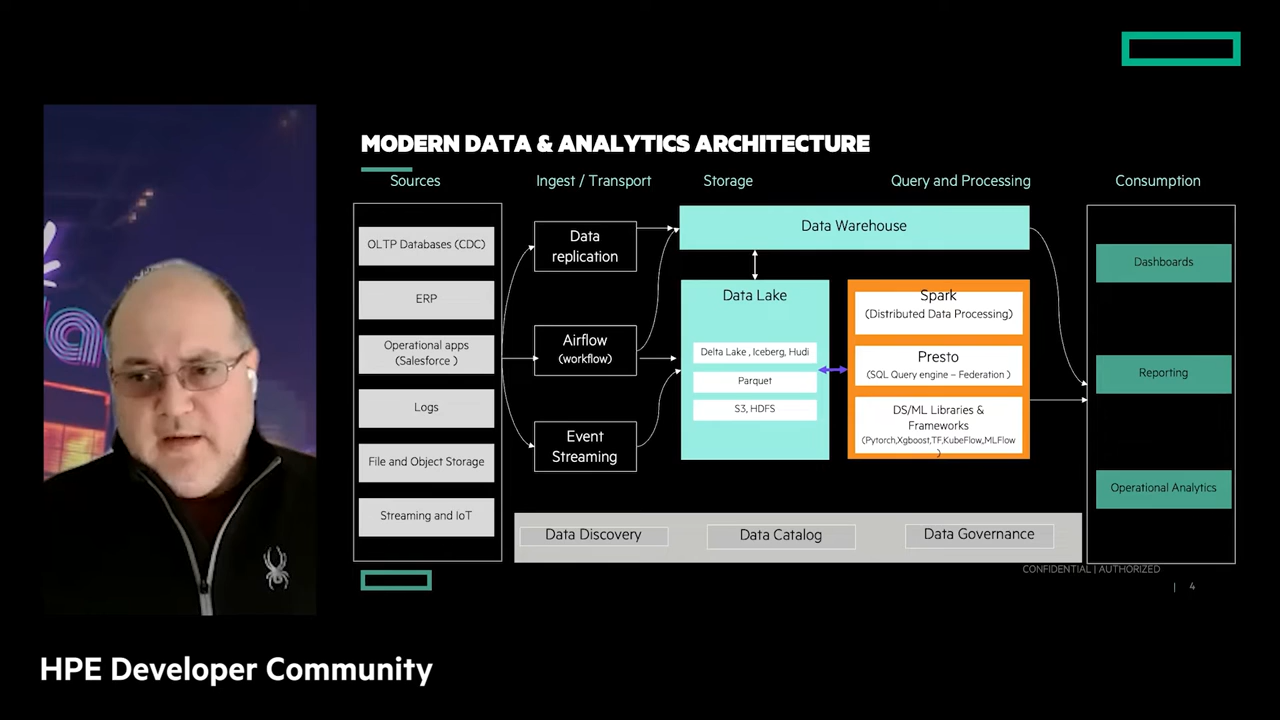 MODERN DATA & ANALYTICS ARCHITECTURE
Sources
Ingest / Transport
Storage
Query and Processing
Consumption
OLTP Databases (CDC)
ERP
Operational apps
(Salesforce )
Logs
File and Object Storage
Streaming and IoT
Data
replication
Airflow
(workflow)
Event
Streaming
Data Warehouse
Data Lake
Delta Lake , Iceberg, Hudi
Parquet
S3, HDFS
Spark
(Distributed Data Processing)
Presto
(SQL Query engine – Federation )
DS/ML Libraries &
Frameworks
(Pytorch,Xgboost,TF,KubeFlow,MLFlow
)
Dashboards
Reporting
Operational Analytics
Data Discovery
Data Catalog
Data Governance
CONFIDENTIAL | AUTHORIZED
| 4
HPE Developer Community